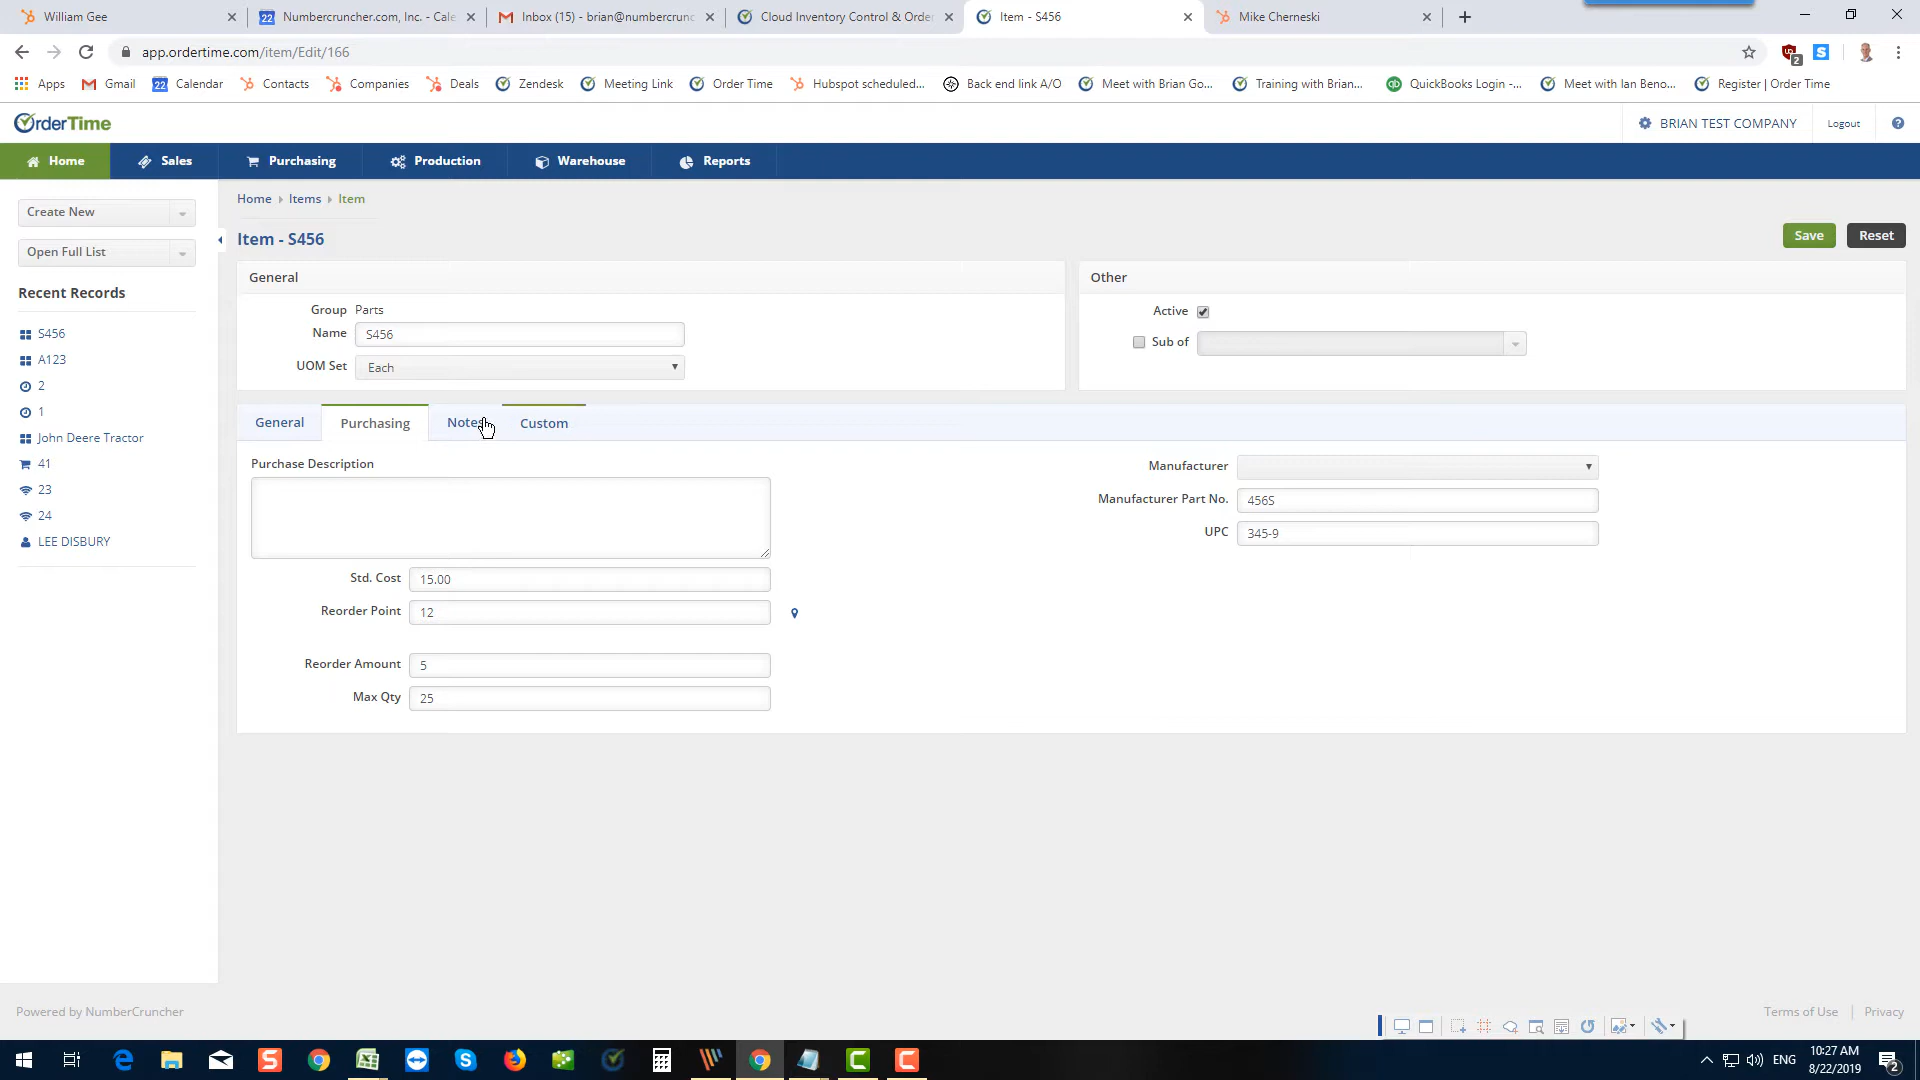 William Gee
22 Numbercruncher.com, Inc. - Cale
Inbox (15) - brian@numbercrunc
Cloud Inventory Control & Order
Item - S456
Mike Cherneski
app.ordertime.com/item/Edit/166
Apps
Gmail
22 Calendar
Contacts
Companies
Deals
Zendesk
Meeting Link
Order Time
Hubspot scheduled...
Back end link A/O
Meet with Brian Go...
Training with Brian...
QuickBooks Login -...
Meet with Ian Beno...
Register | Order Time
OrderTime
BRIAN TEST COMPANY
Logout
Home
Sales
Purchasing
Production
Warehouse
Reports
Create New
Open Full List
Recent Records
S456
A123
2
1
John Deere Tractor
41
23
24
LEE DISBURY
Home
Items
Item
Item - S456
Save
Reset
General
Group Parts
Name S456
UOM Set Each
Other
Active
Sub of
General
Purchasing
Notes
Custom
Purchase Description
Std. Cost 15.00
Reorder Point 12
Reorder Amount 5
Max Qty 25
Manufacturer
Manufacturer Part No. 456S
UPC 345-9
Powered by NumberCruncher
Terms of Use
Privacy
ENG
10:27 AM
8/22/2019
2